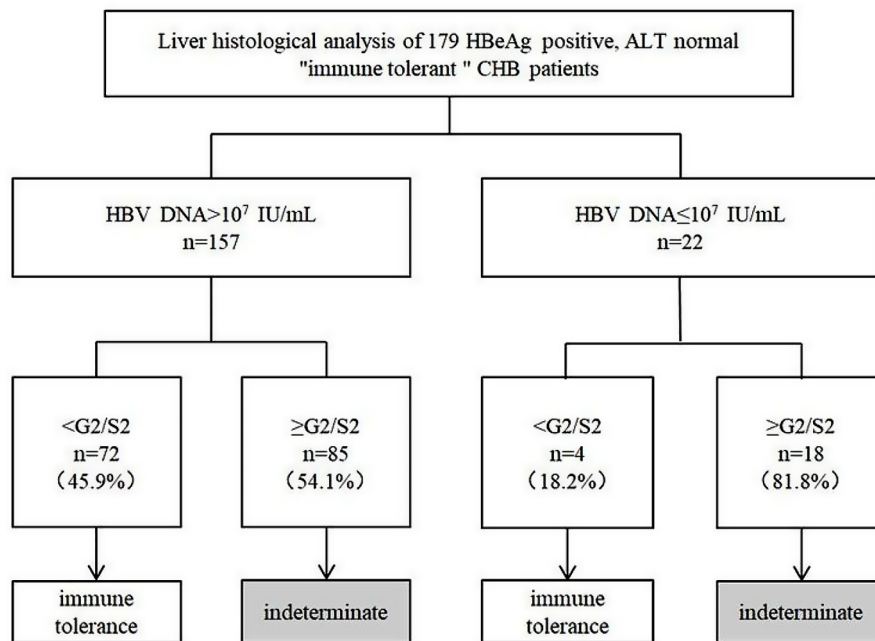 Liver histological analysis of 179 HBeAg positive, ALT normal
"immune tolerant " CHB patients
HBV DNA>10⁷ IU/mL
n=157
HBV DNA≤10⁷ IU/mL
n=22
<G2/S2
n=72
（45.9%）
≥G2/S2
n=85
（54.1%）
<G2/S2
n=4
（18.2%）
≥G2/S2
n=18
（81.8%）
immune
tolerance
indeterminate
immune
tolerance
indeterminate